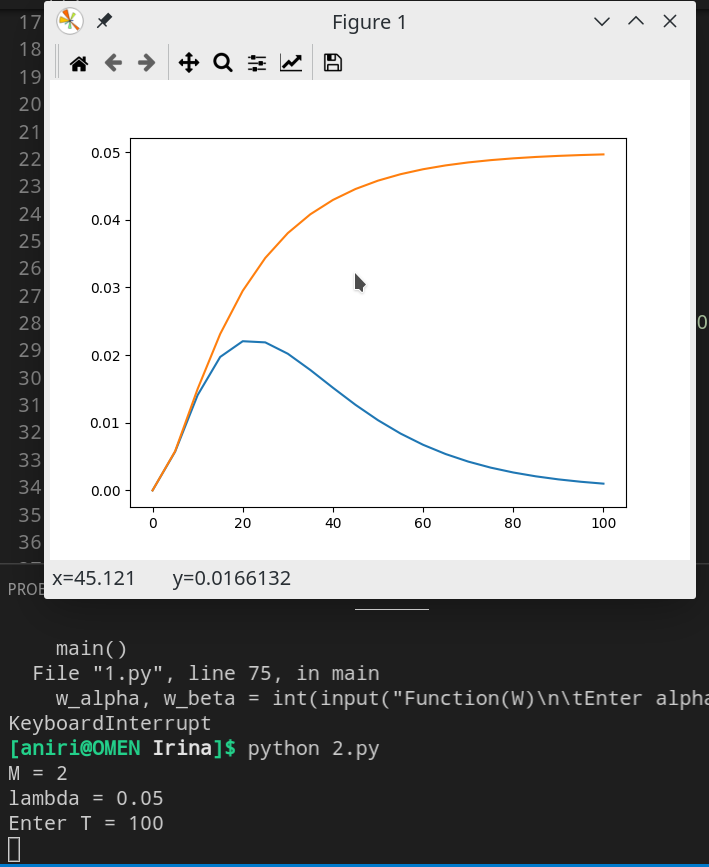 Figure 1
17
18
19
20
21
22
23
24
25
26
27
28
29
30
31
32
33
34
35
36
0
0.05
0.04
0.03
0.02
0.01
0.00
0 20 40 60 80 100
x=45.121 y=0.0166132
PROB
main()
File "1.py", line 75, in main
w_alpha, w_beta = int(input("Function(W)\n\tEnter alpha
KeyboardInterrupt
[aniri@OMEN Irina]$ python 2.py
M = 2
lambda = 0.05
Enter T = 100